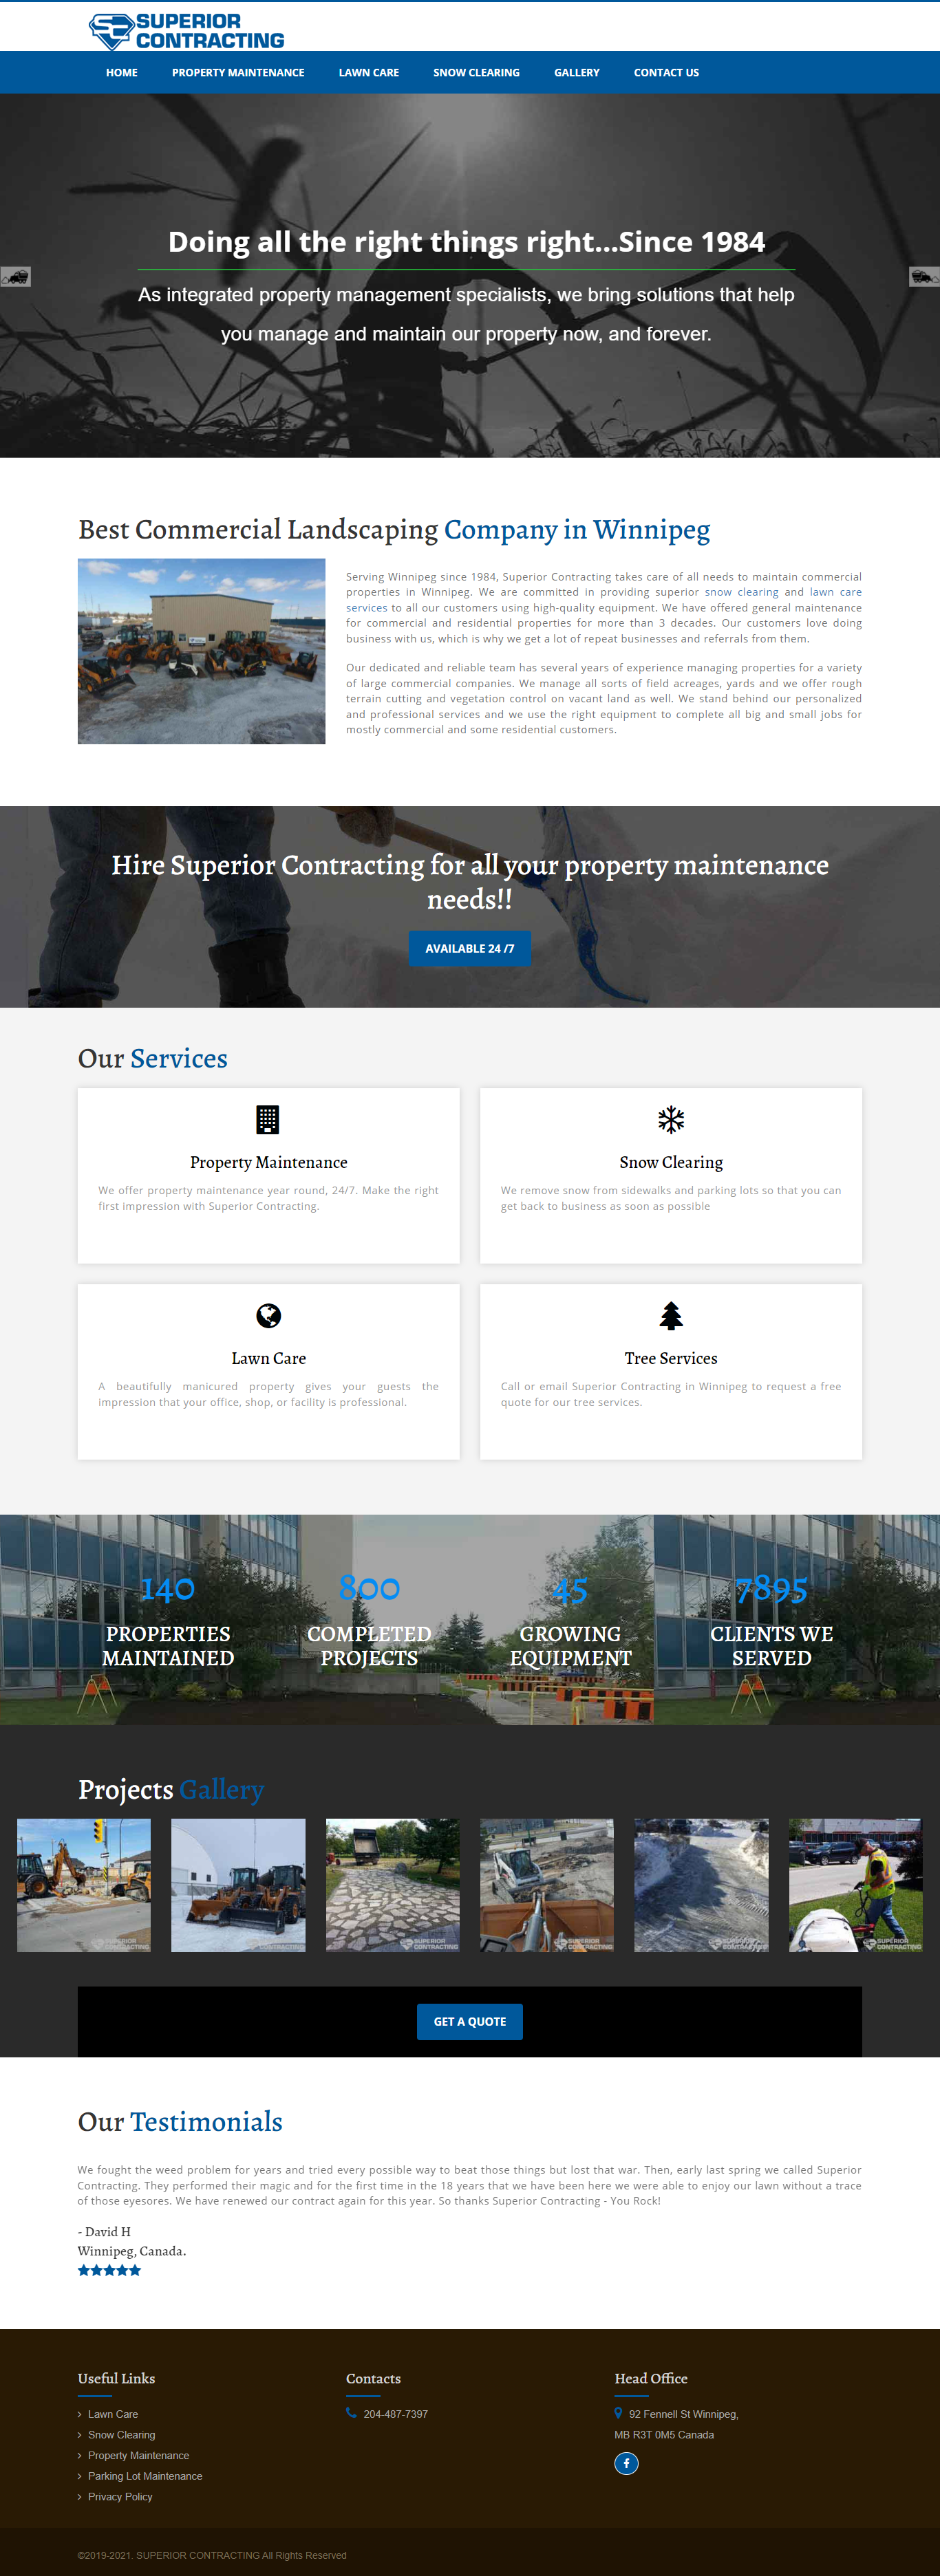 SUPERIOR
CONTRACTING
HOME PROPERTY MAINTENANCE LAWN CARE SNOW CLEARING GALLERY CONTACT US
Doing all the right things right...Since 1984
As integrated property management specialists, we bring solutions that help
you manage and maintain our property now, and forever.
Best Commercial Landscaping Company in Winnipeg
Serving Winnipeg since 1984, Superior Contracting takes care of all needs to maintain commercial
properties in Winnipeg. We are committed in providing superior snow clearing and lawn care
services to all our customers using high-quality equipment. We have offered general maintenance
for commercial and residential properties for more than 3 decades. Our customers love doing
business with us, which is why we get a lot of repeat businesses and referrals from them.
Our dedicated and reliable team has several years of experience managing properties for a variety
of large commercial companies. We manage all sorts of field acreages, yards and we offer rough
terrain cutting and vegetation control on vacant land as well. We stand behind our personalized
and professional services and we use the right equipment to complete all big and small jobs for
mostly commercial and some residential customers.
Hire Superior Contracting for all your property maintenance
needs!!
AVAILABLE 24 /7
Our Services
Property Maintenance
We offer property maintenance year round, 24/7. Make the right
first impression with Superior Contracting.
Snow Clearing
We remove snow from sidewalks and parking lots so that you can
get back to business as soon as possible
Lawn Care
A beautifully manicured property gives your guests the
impression that your office, shop, or facility is professional.
Tree Services
Call or email Superior Contracting in Winnipeg to request a free
quote for our tree services.
140
PROPERTIES
MAINTAINED
800
COMPLETED
PROJECTS
45
GROWING
EQUIPMENT
7895
CLIENTS WE
SERVED
Projects Gallery
SUPERIOR
CONTRACTING
SUPERIOR
CONTRACTING
SUPERIOR
CONTRACTING
SUPERIOR
CONTRACTING
SUPERIOR
CONTRACTING
SUPERIOR
CONTRACTING
GET A QUOTE
Our Testimonials
We fought the weed problem for years and tried every possible way to beat those things but lost that war. Then, early last spring we called Superior
Contracting. They performed their magic and for the first time in the 18 years that we have been here we were able to enjoy our lawn without a trace
of those eyesores. We have renewed our contract again for this year. So thanks Superior Contracting - You Rock!
- David H
Winnipeg, Canada.
Useful Links
Lawn Care
Snow Clearing
Property Maintenance
Parking Lot Maintenance
Privacy Policy
Contacts
204-487-7397
Head Office
92 Fennell St Winnipeg,
MB R3T 0M5 Canada
©2019-2021. SUPERIOR CONTRACTING All Rights Reserved